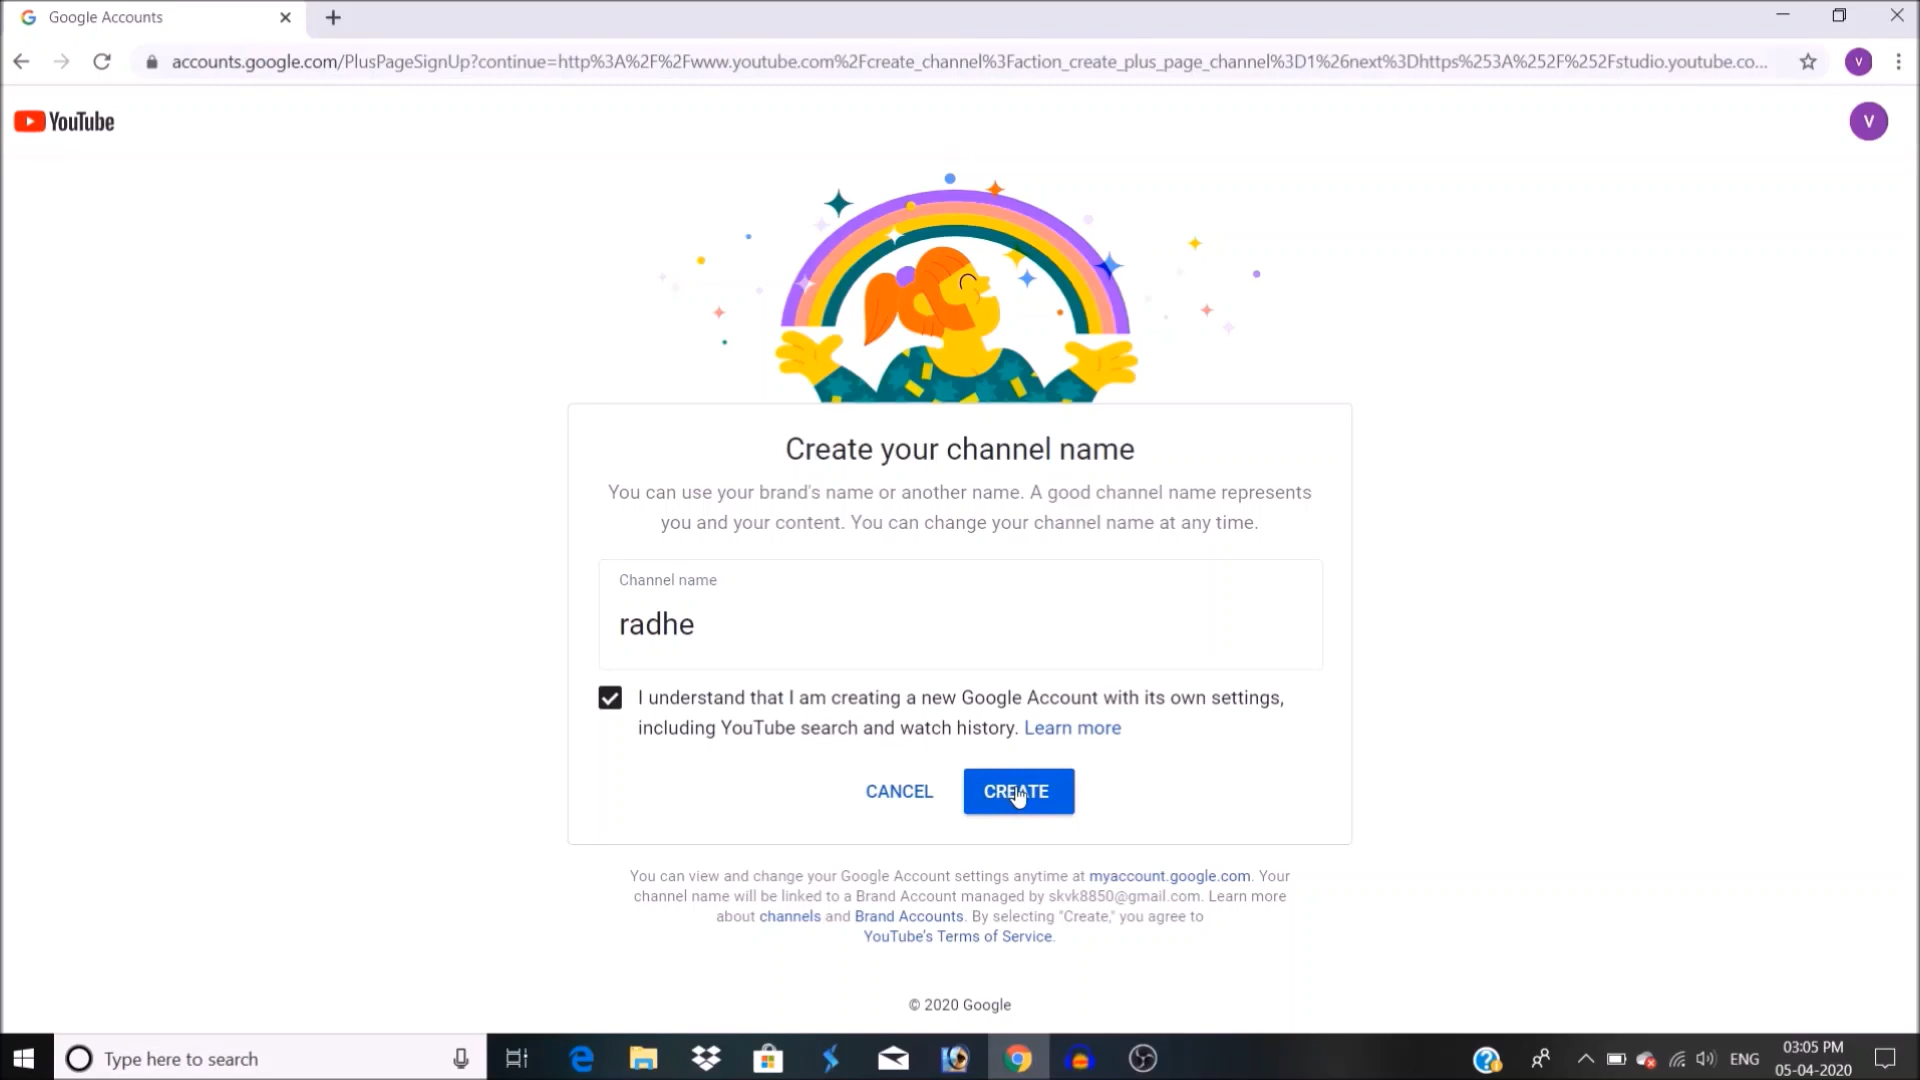 Google Accounts
accounts.google.com/PlusPageSignUp?continue=http%3A%2F%2Fwww.youtube.com%2Fcreate_channel%3Faction_create_plus_page_channel%3D1%26next%3Dhttps%253A%252F%252Fstudio.youtube.co...
V
YouTube
V
Create your channel name
You can use your brand's name or another name. A good channel name represents
you and your content. You can change your channel name at any time.
Channel name
radhe
I understand that I am creating a new Google Account with its own settings,
including YouTube search and watch history. Learn more
CANCEL
CREATE
You can view and change your Google Account settings anytime at myaccount.google.com. Your
channel name will be linked to a Brand Account managed by skvk8850@gmail.com. Learn more
about channels and Brand Accounts. By selecting "Create," you agree to
YouTube's Terms of Service.
© 2020 Google
Type here to search
ENG
03:05 PM
05-04-2020